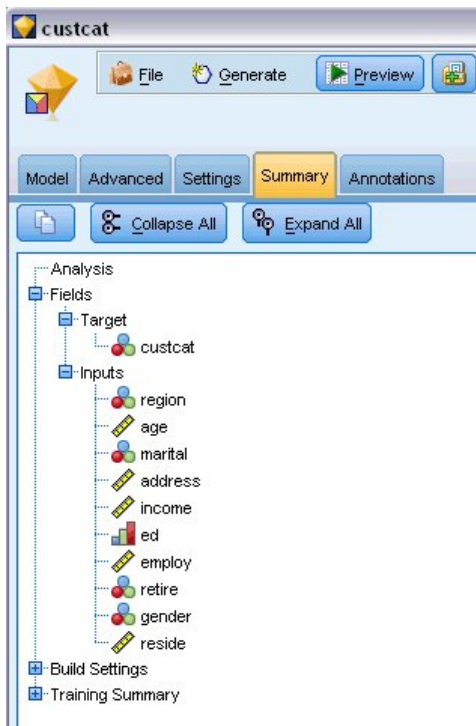 custcat
File Generate Preview
Model Advanced Settings Summary Annotations
Collapse All Expand All
Analysis
Fields
Target
custcat
Inputs
region
age
marital
address
income
ed
employ
retire
gender
reside
Build Settings
Training Summary